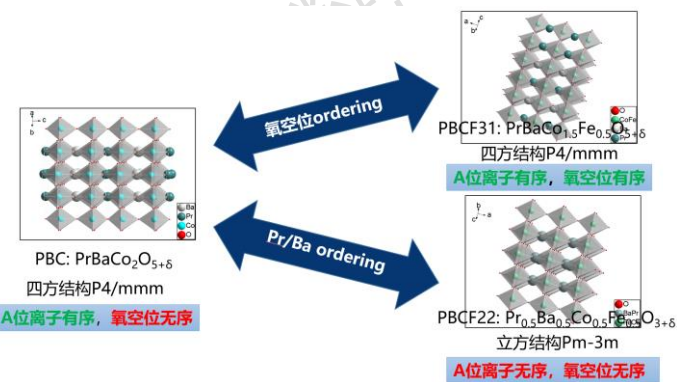 氧空位ordering
PBCF31: PrBaCo1.5Fe0.5O5+δ
四方结构P4/mmm
A位离子有序，氧空位有序
a
c
b
O
CoFe
Pr
a
c
b
Ba
Pr
Co
O
PBC: PrBaCo2O5+δ
四方结构P4/mmm
A位离子有序，氧空位无序
Pr/Ba ordering
b
a
c
O
BaPr
PBCF22: Pr0.5Ba0.5Co0.5Fe0.5O3+δ
立方结构Pm-3m
A位离子无序，氧空位无序